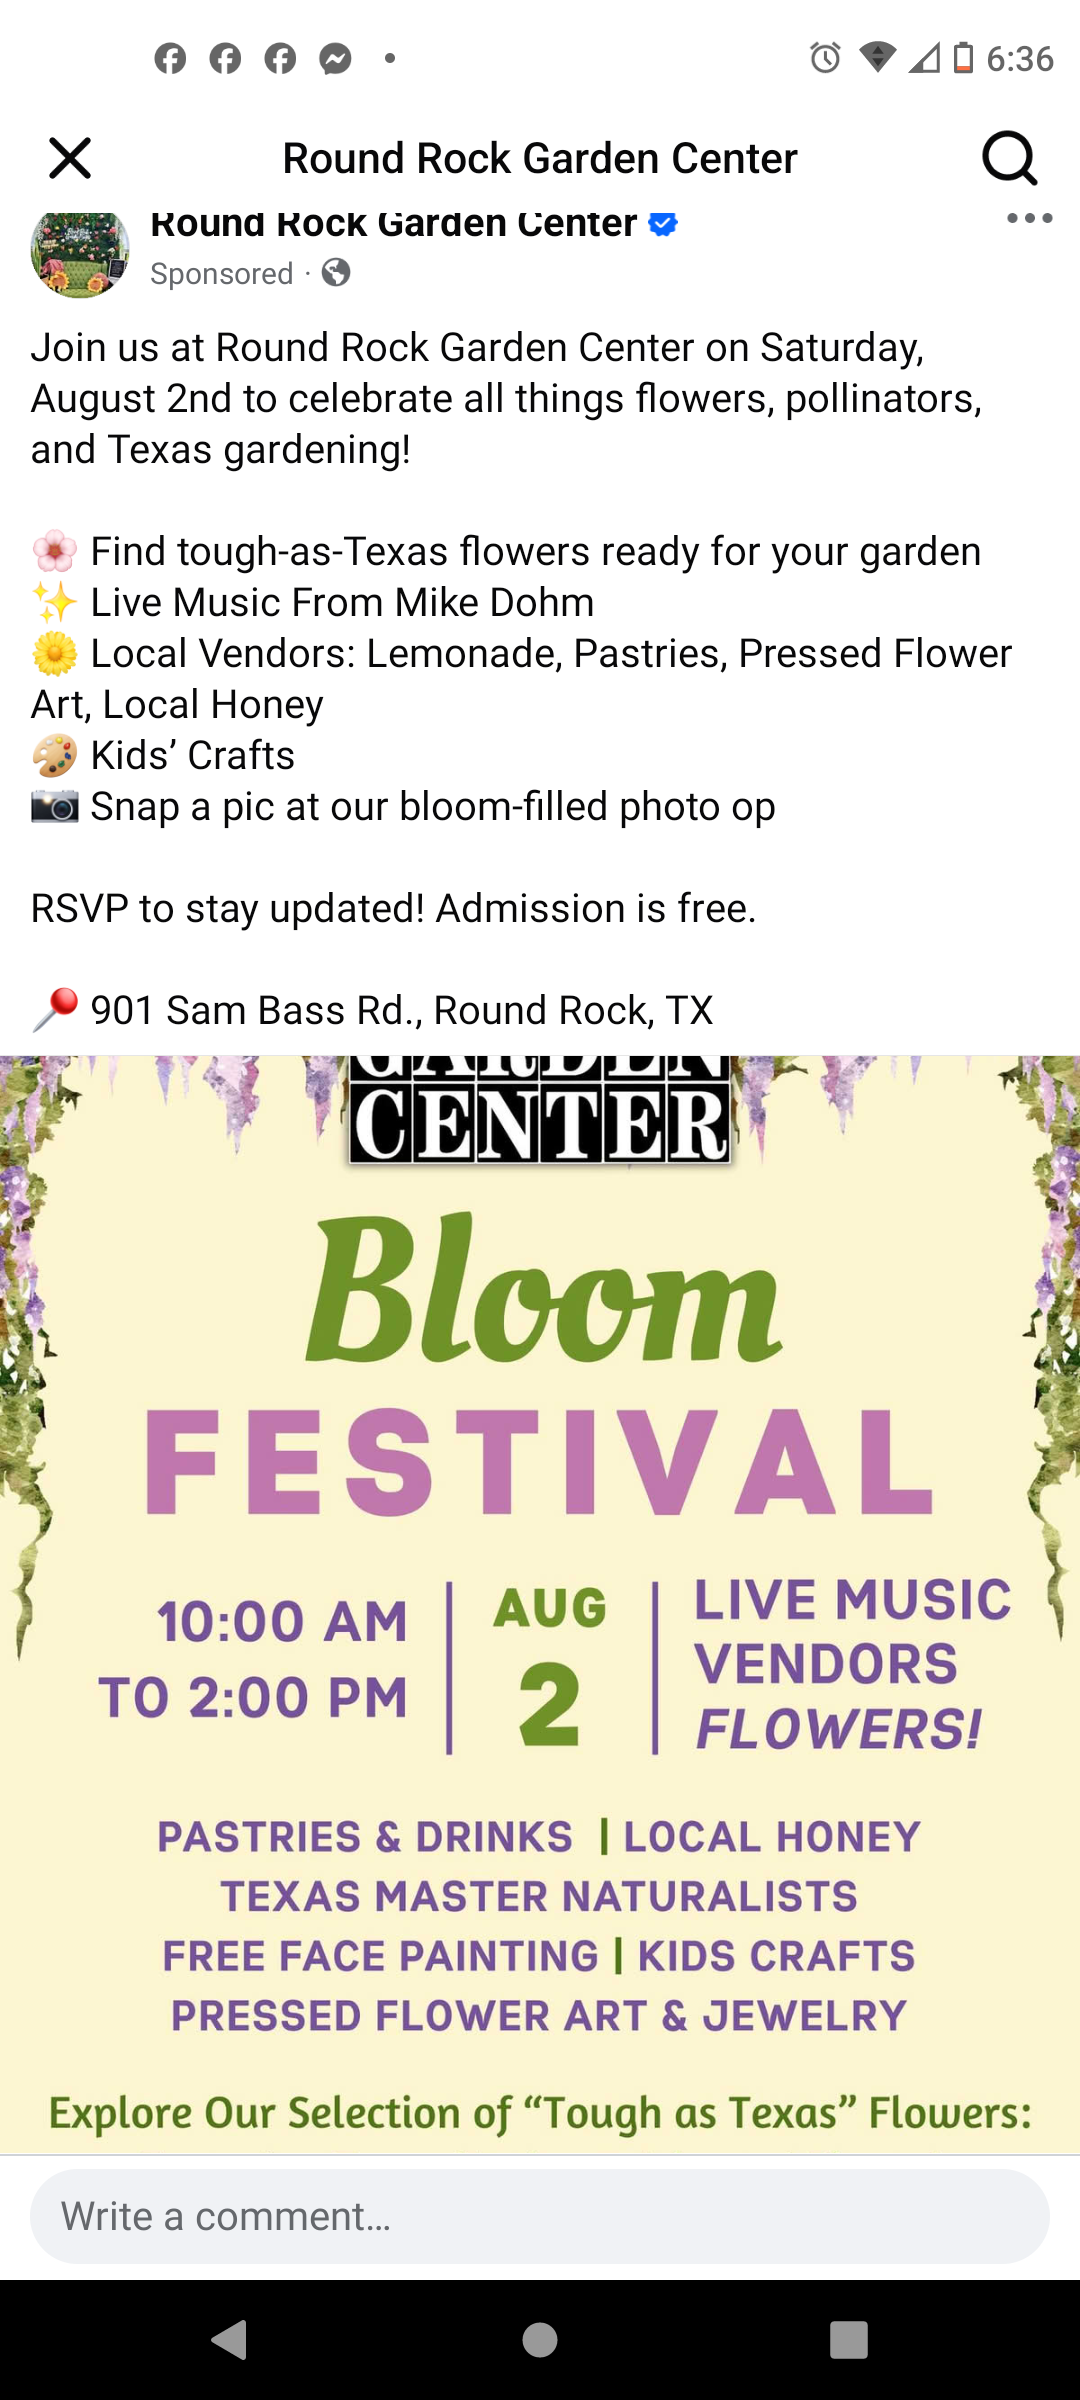 6:36
Round Rock Garden Center
Round Rock Garden Center
Sponsored ·
Join us at Round Rock Garden Center on Saturday,
August 2nd to celebrate all things flowers, pollinators,
and Texas gardening!
🌸 Find tough-as-Texas flowers ready for your garden
✨ Live Music From Mike Dohm
🌼 Local Vendors: Lemonade, Pastries, Pressed Flower
Art, Local Honey
🎨 Kids’ Crafts
📷 Snap a pic at our bloom-filled photo op
RSVP to stay updated! Admission is free.
📍 901 Sam Bass Rd., Round Rock, TX
GARDEN
CENTER
Bloom
FESTIVAL
10:00 AM
TO 2:00 PM
AUG
2
LIVE MUSIC
VENDORS
FLOWERS!
PASTRIES & DRINKS | LOCAL HONEY
TEXAS MASTER NATURALISTS
FREE FACE PAINTING | KIDS CRAFTS
PRESSED FLOWER ART & JEWELRY
Explore Our Selection of “Tough as Texas” Flowers:
Write a comment...